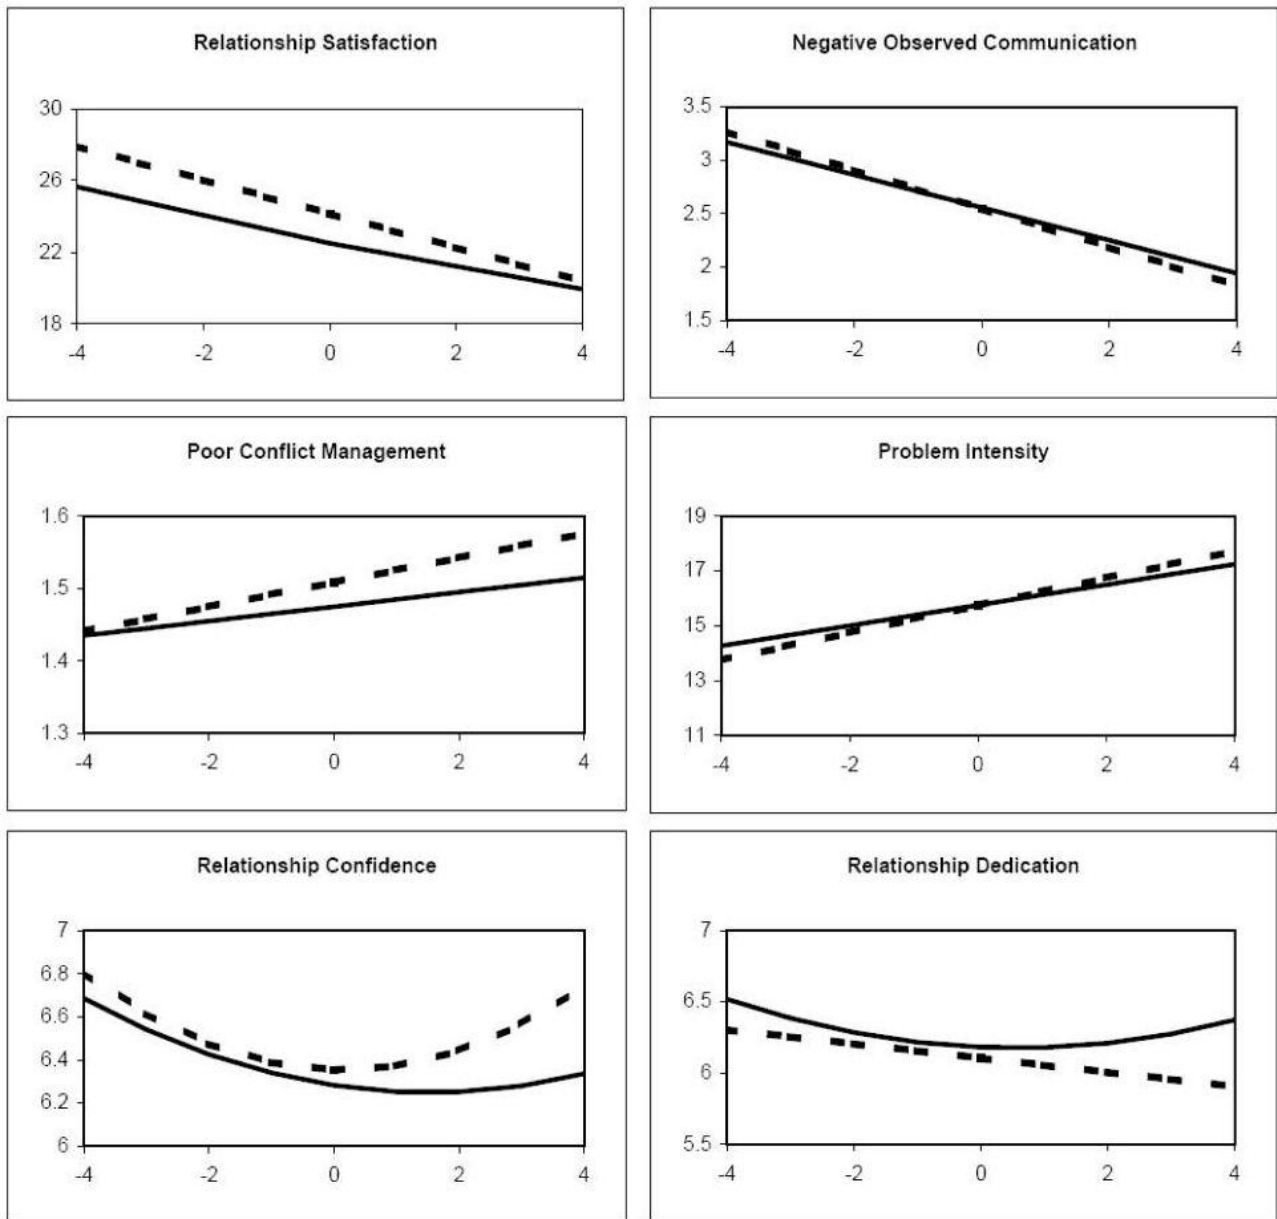 Relationship Satisfaction
30
26
22
18
-4 -2 0 2 4
Negative Observed Communication
3.5
3
2.5
2
1.5
-4 -2 0 2 4
Poor Conflict Management
1.6
1.5
1.4
1.3
-4 -2 0 2 4
Problem Intensity
19
17
15
13
11
-4 -2 0 2 4
Relationship Confidence
7
6.8
6.6
6.4
6.2
6
-4 -2 0 2 4
Relationship Dedication
7
6.5
6
5.5
-4 -2 0 2 4